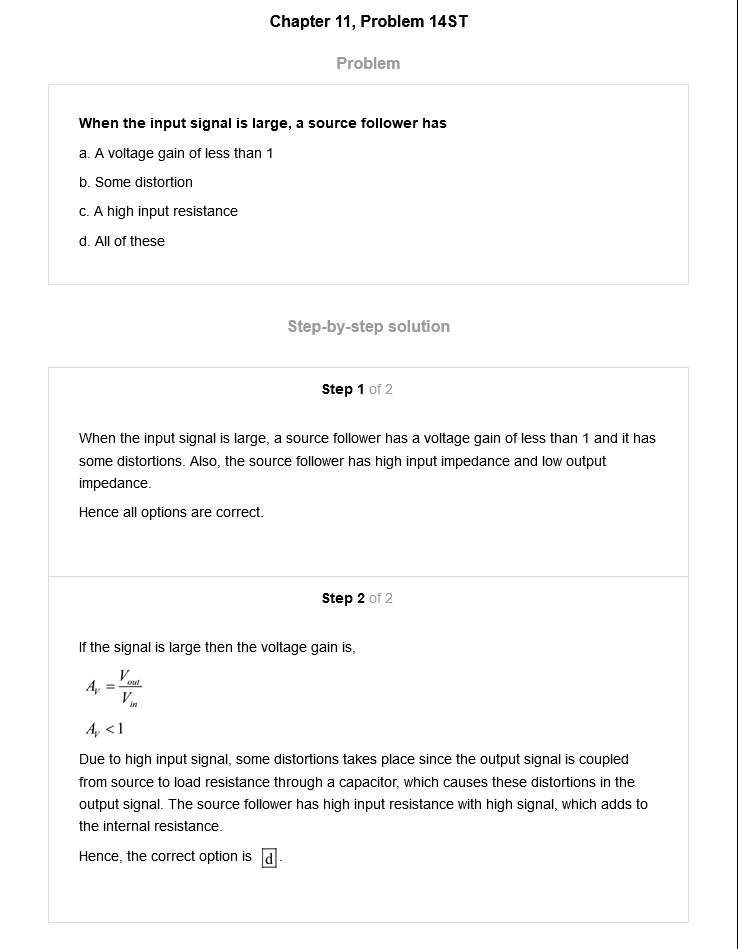 Chapter 11, Problem 14ST
Problem
When the input signal is large, a source follower has
a. A voltage gain of less than 1
b. Some distortion
c. A high input resistance
d. All of these
Step-by-step solution
Step 1 of 2
When the input signal is large, a source follower has a voltage gain of less than 1 and it has
some distortions. Also, the source follower has high input impedance and low output
impedance.
Hence all options are correct.
Step 2 of 2
If the signal is large then the voltage gain is,
A_V = V_out / V_in
A_V < 1
Due to high input signal, some distortions takes place since the output signal is coupled
from source to load resistance through a capacitor, which causes these distortions in the
output signal. The source follower has high input resistance with high signal, which adds to
the internal resistance.
Hence, the correct option is d.